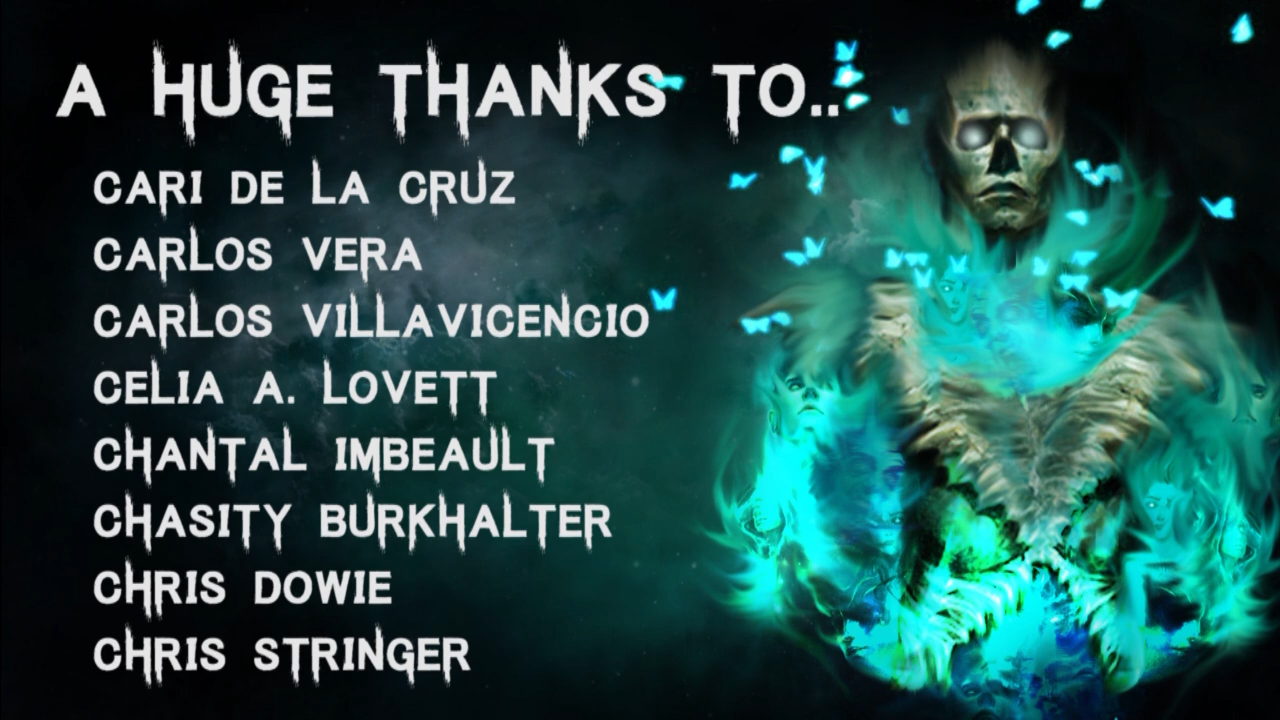 A HUGE THANKS TO..
CARI DE LA CRUZ
CARLOS VERA
CARLOS VILLAVICENCIO
CELIA A. LOVETT
CHANTAL IMBEAULT
CHASITY BURKHALTER
CHRIS DOWIE
CHRIS STRINGER